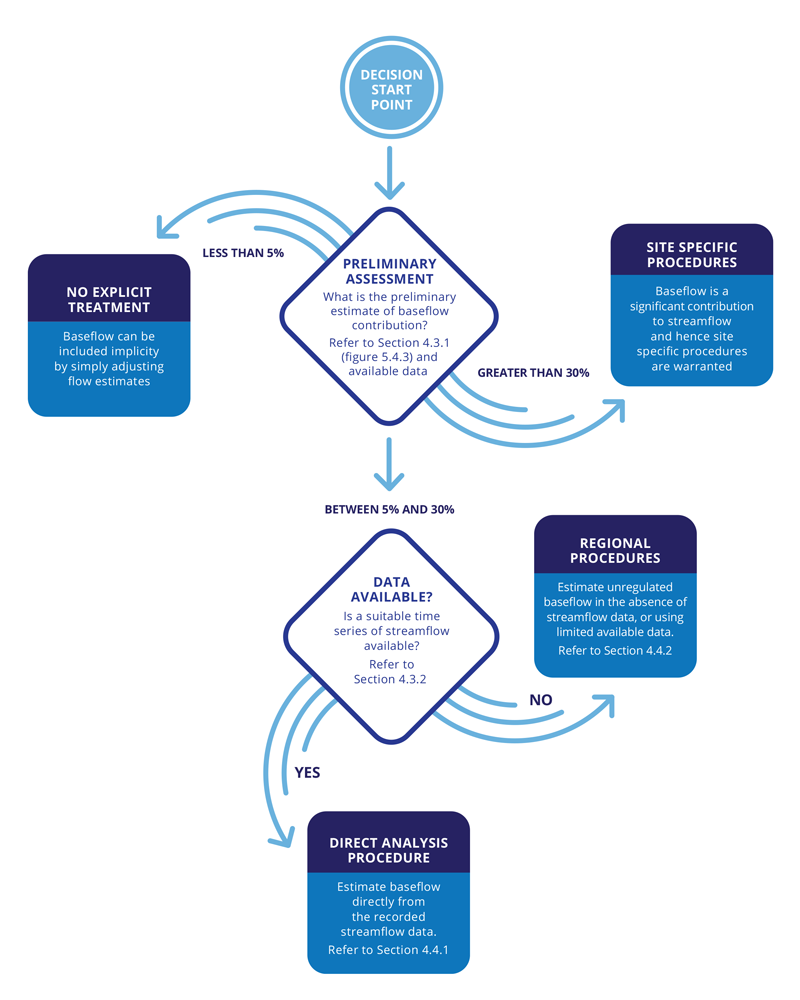 DECISION
START
POINT
LESS THAN 5%
NO EXPLICIT
TREATMENT
Baseflow can be
included implicity
by simply adjusting
flow estimates
PRELIMINARY
ASSESSMENT
What is the preliminary
estimate of baseflow
contribution?
Refer to Section 4.3.1
(figure 5.4.3) and
available data
GREATER THAN 30%
SITE SPECIFIC
PROCEDURES
Baseflow is a
significant contribution
to streamflow
and hence site
specific procedures
are warranted
BETWEEN 5% AND 30%
DATA
AVAILABLE?
Is a suitable time
series of streamflow
available?
Refer to
Section 4.3.2
NO
REGIONAL
PROCEDURES
Estimate unregulated
baseflow in the absence of
streamflow data, or using
limited available data.
Refer to Section 4.4.2
YES
DIRECT ANALYSIS
PROCEDURE
Estimate baseflow
directly from
the recorded
streamflow data.
Refer to Section 4.4.1